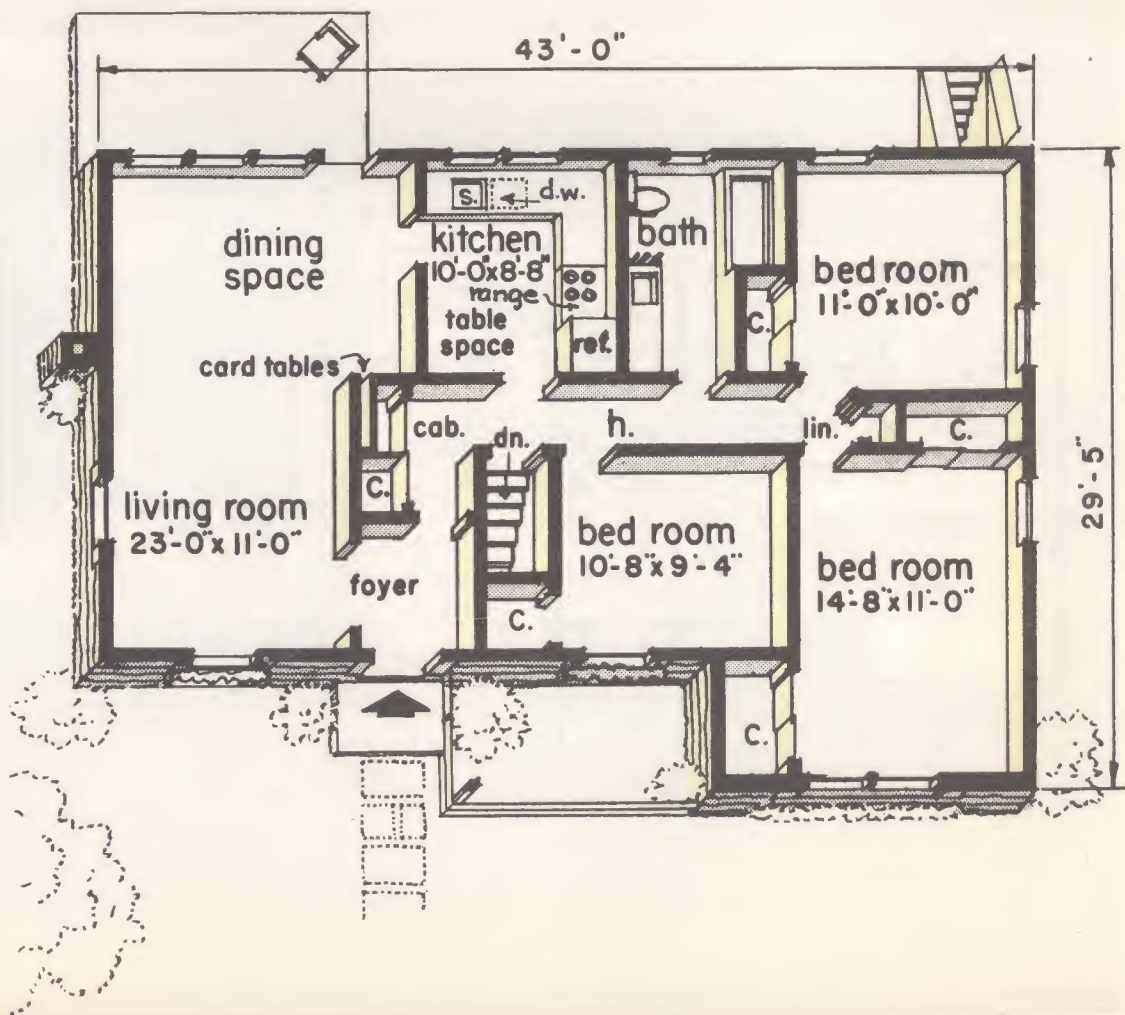 43'-0"
s.
d.w.
dining
space
kitchen
10'-0"x8'-8"
range
table
space
ref.
bath
C.
bed room
11'-0"x10'-0"
card tables
cab.
dn.
h.
lin.
C.
29'-5"
C.
living room
23'-0"x11'-0"
bed room
10'-8"x9'-4"
bed room
14'-8"x11'-0"
foyer
C.
C.